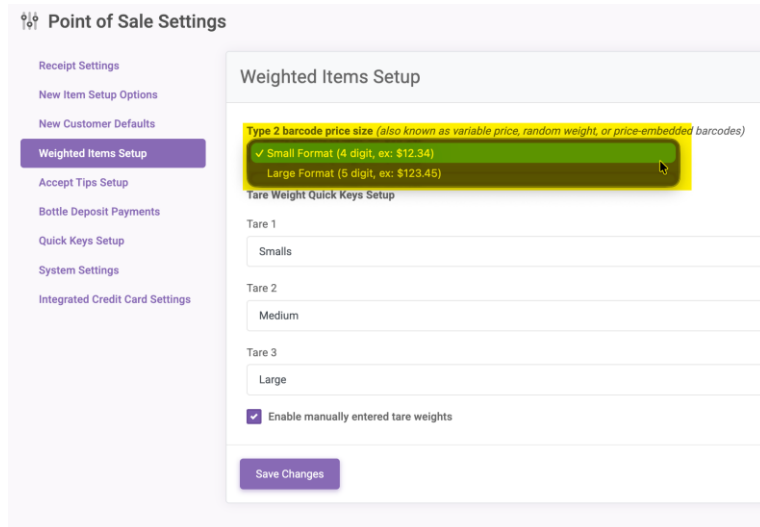 Point of Sale Settings
Receipt Settings
New Item Setup Options
New Customer Defaults
Weighted Items Setup
Accept Tips Setup
Bottle Deposit Payments
Quick Keys Setup
System Settings
Integrated Credit Card Settings
Weighted Items Setup
Type 2 barcode price size (also known as variable price, random weight, or price-embedded barcodes)
✓ Small Format (4 digit, ex: $12.34)
Large Format (5 digit, ex: $123.45)
Tare Weight Quick Keys Setup
Tare 1
Smalls
Tare 2
Medium
Tare 3
Large
Enable manually entered tare weights
Save Changes